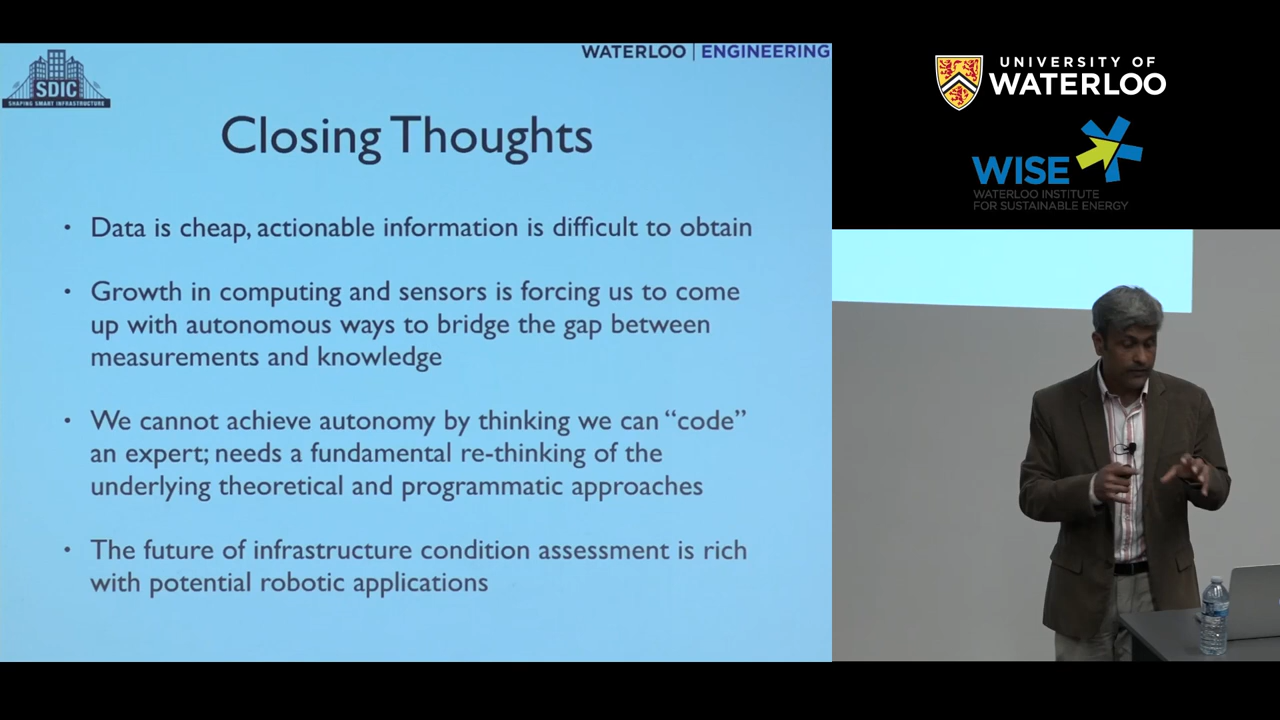 SDIC
SHAPING SMART INFRASTRUCTURE
WATERLOO | ENGINEERING
Closing Thoughts
• Data is cheap, actionable information is difficult to obtain
• Growth in computing and sensors is forcing us to come
up with autonomous ways to bridge the gap between
measurements and knowledge
• We cannot achieve autonomy by thinking we can “code”
an expert; needs a fundamental re-thinking of the
underlying theoretical and programmatic approaches
• The future of infrastructure condition assessment is rich
with potential robotic applications
UNIVERSITY OF
WATERLOO
WISE
WATERLOO INSTITUTE
FOR SUSTAINABLE ENERGY